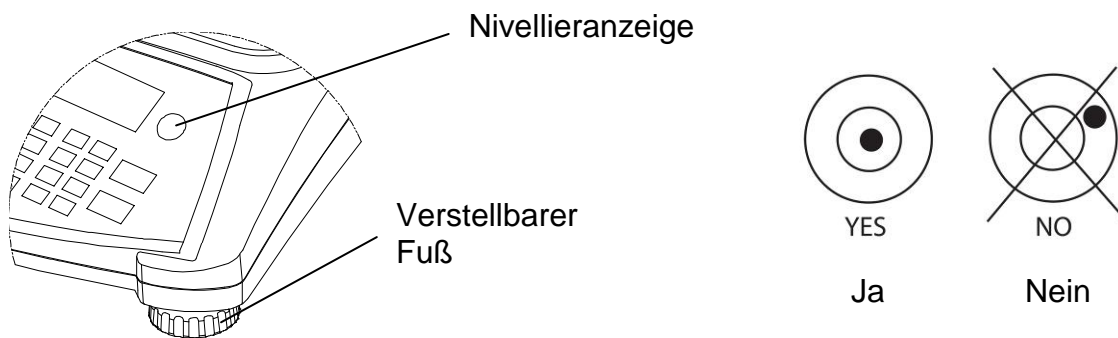 Nivellieranzeige
Verstellbarer
Fuß
YES
NO
Ja
Nein